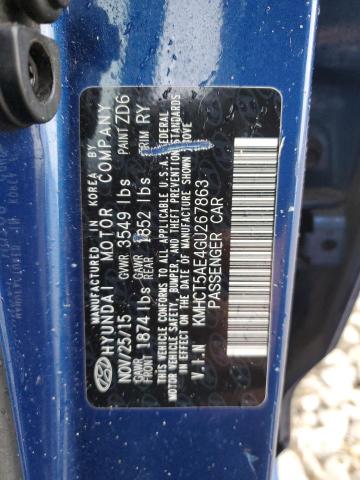 MANUFACTURED IN KOREA BY
HYUNDAI MOTOR COMPANY
NOV/25/15 GVWR 3549 lbs PAINT ZD6
GAWR FRONT 1874 lbs GAWR REAR 1852 lbs TRIM RY
THIS VEHICLE CONFORMS TO ALL APPLICABLE U.S.A. FEDERAL
MOTOR VEHICLE SAFETY, BUMPER, AND THEFT PREVENTION STANDARDS
IN EFFECT ON THE DATE OF MANUFACTURE SHOWN ABOVE.
V.I.N : KMHCT5AE4GU267863
PASSENGER CAR